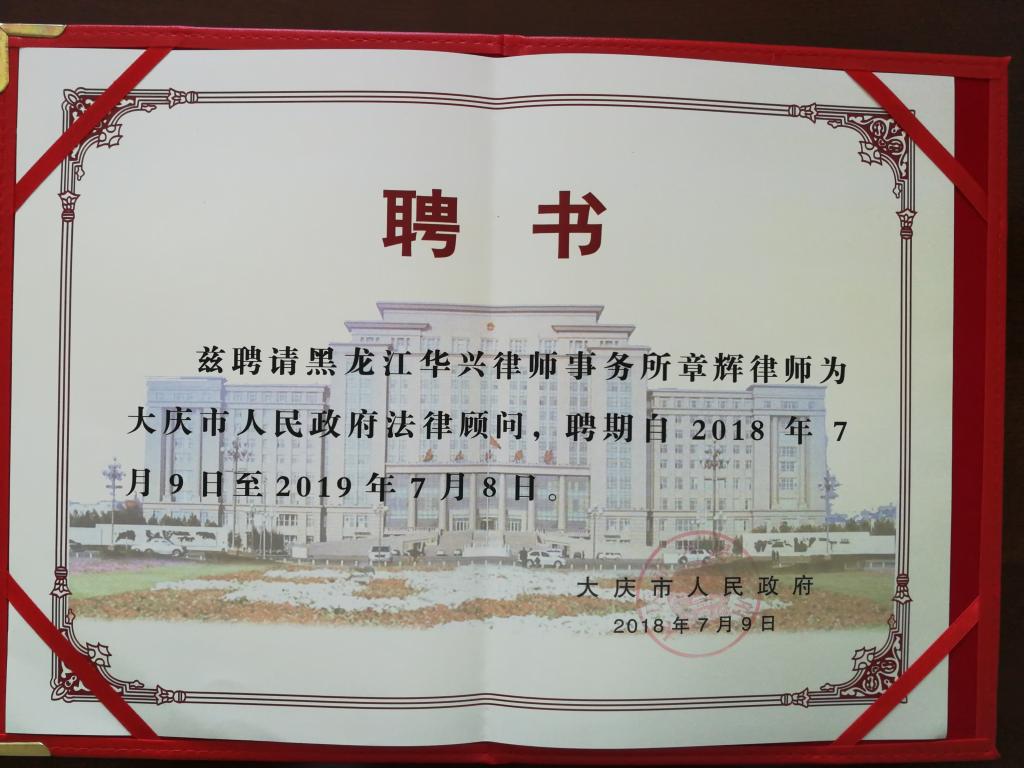 聘 书
兹聘请黑龙江华兴律师事务所章辉律师为
大庆市人民政府法律顾问，聘期自 2018 年 7
月 9 日至 2019 年 7 月 8 日。
大庆市人民政府
2018 年 7 月 9 日